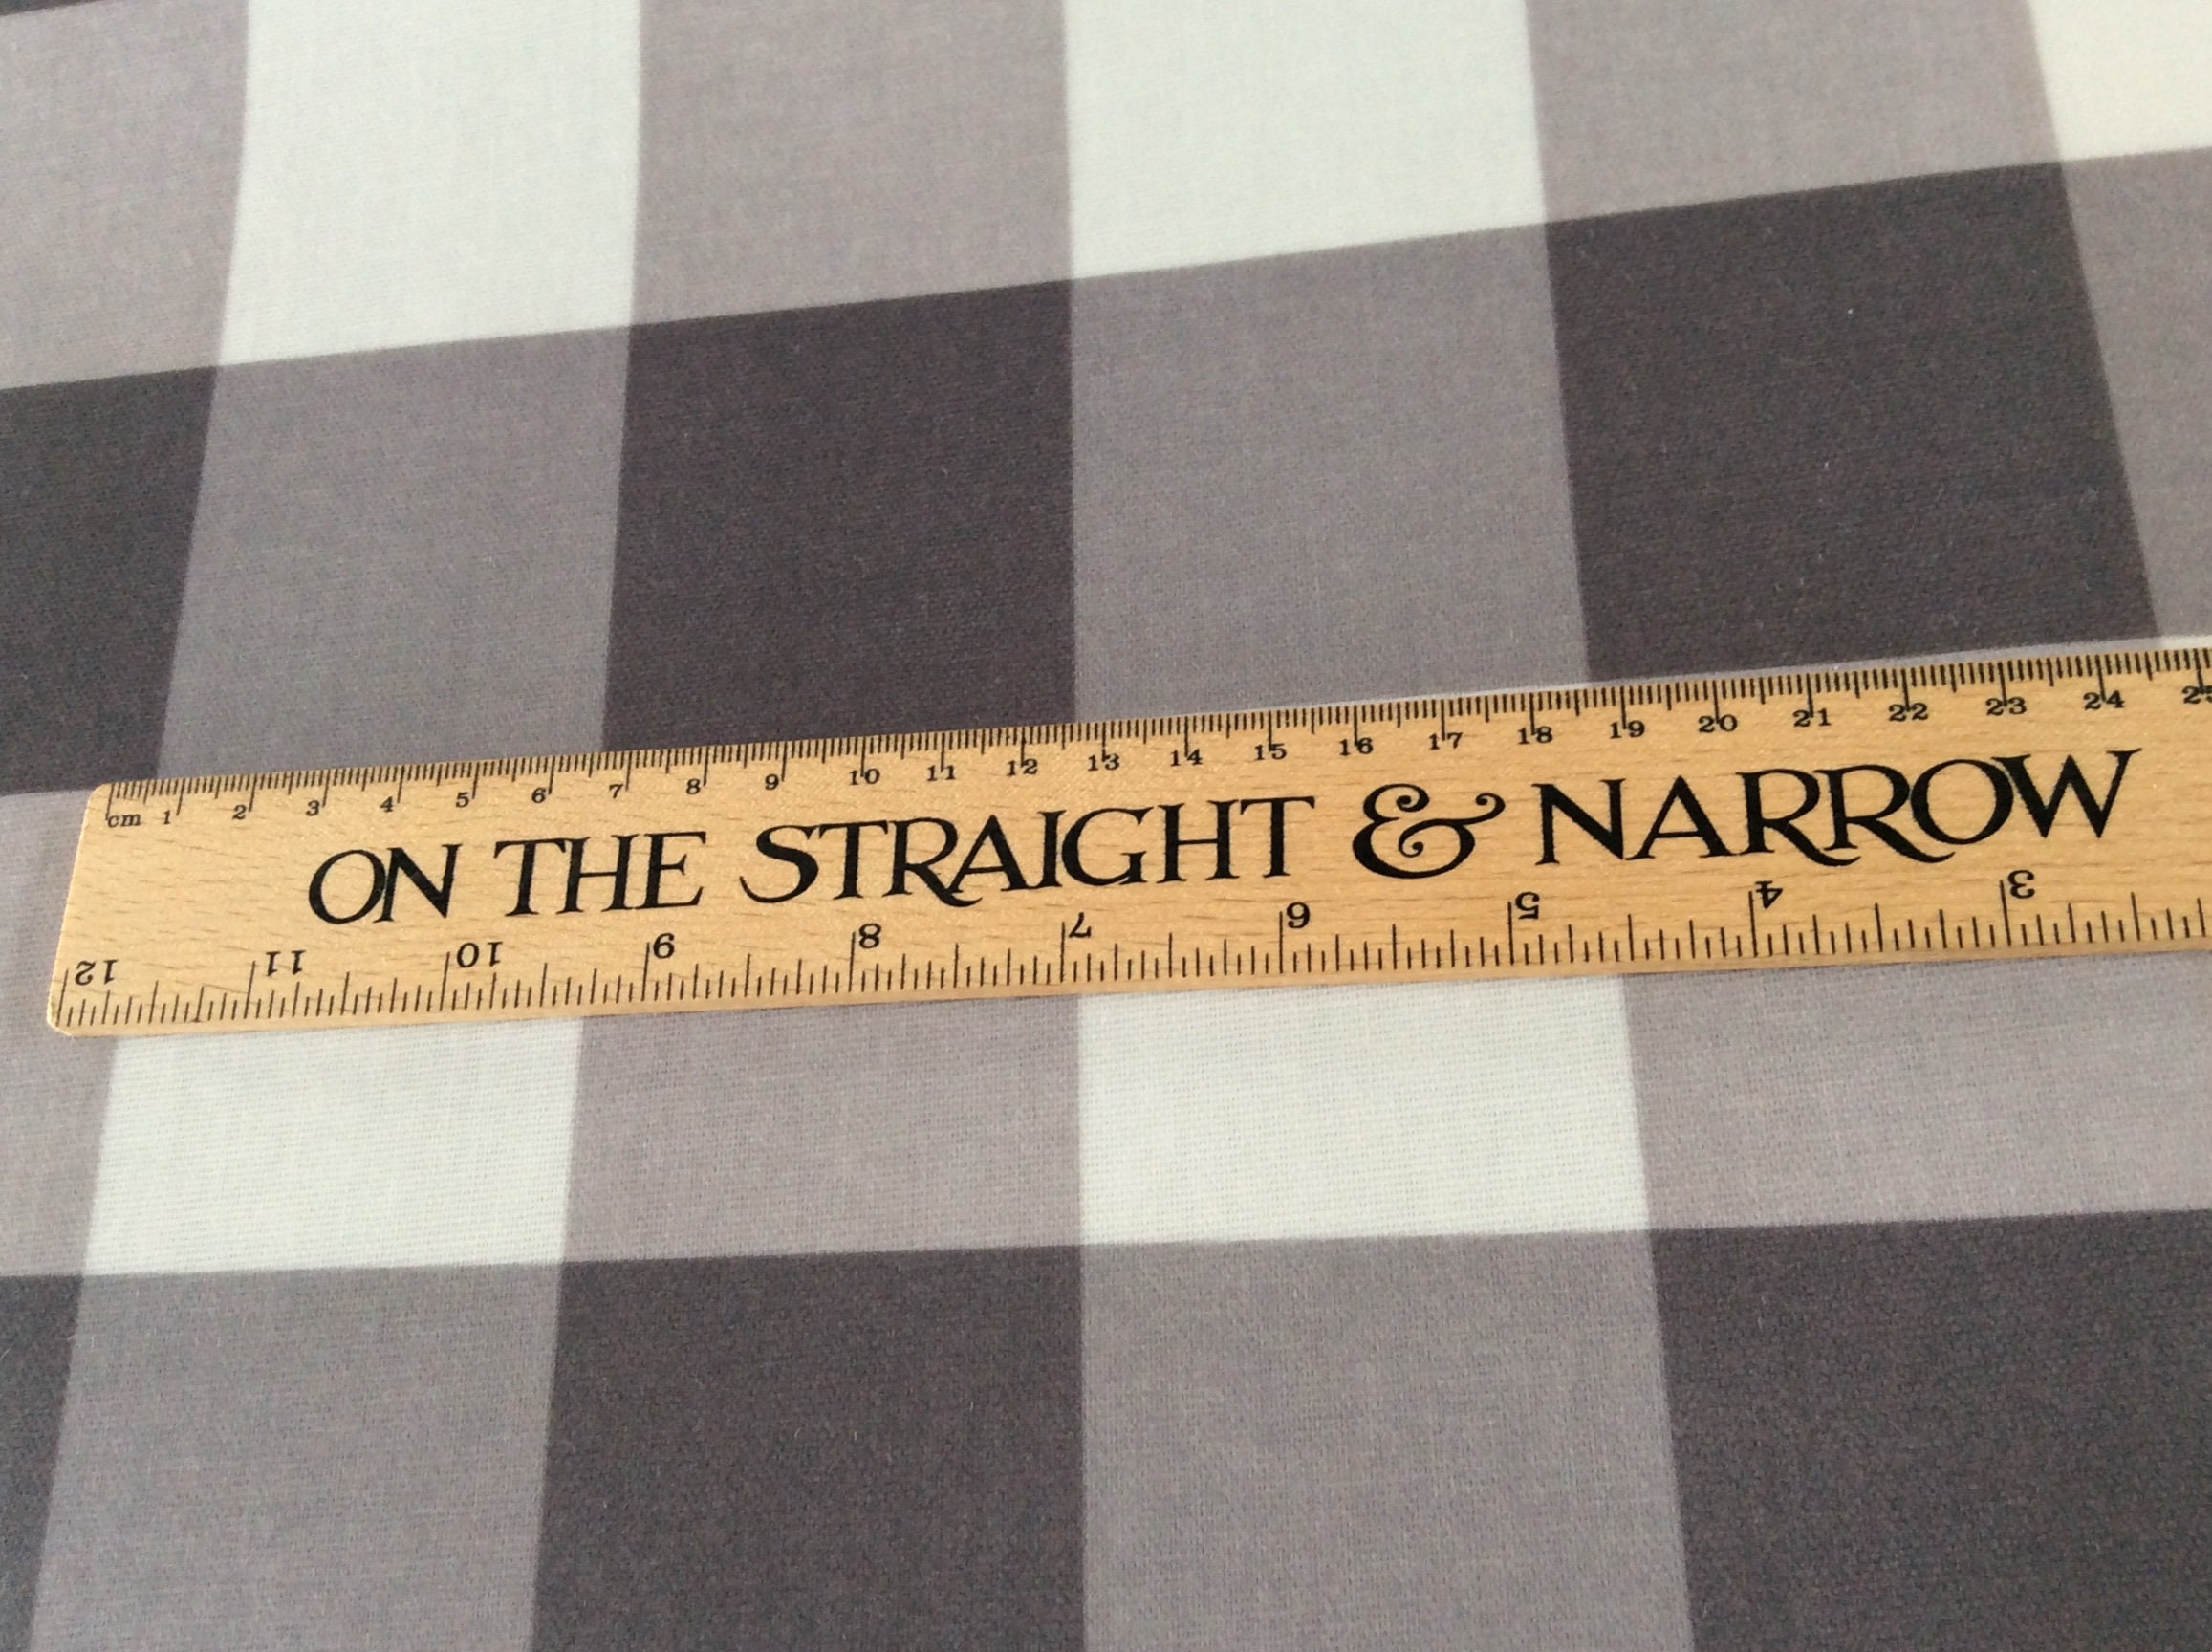 cm 1 2 3 4 5 6 7 8 9 10 11 12 13 14 15 16 17 18 19 20 21 22 23 24
ON THE STRAIGHT & NARROW
12 11 10 9 8 7 6 5 4 3